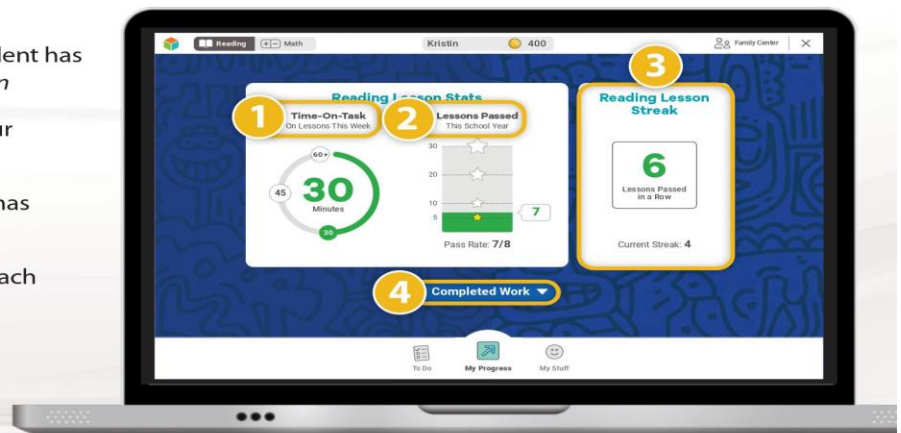 lent has
n
ur
has
ach
Reading
Math
Kristin
400
Family Center
Reading Lesson Stats
1
Time-On-Task
On Lessons This Week
2
Lessons Passed
This School Year
3
Reading Lesson
Streak
60+
45
30
Minutes
30
30
20
10
5
7
Pass Rate: 7/8
6
Lessons Passed
in a Row
Current Streak: 4
4
Completed Work
To Do
My Progress
My Stuff